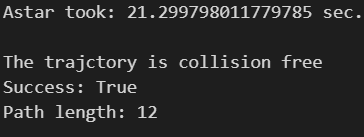 Astar took: 21.299798011779785 sec.
The trajctory is collision free
Success: True
Path length: 12